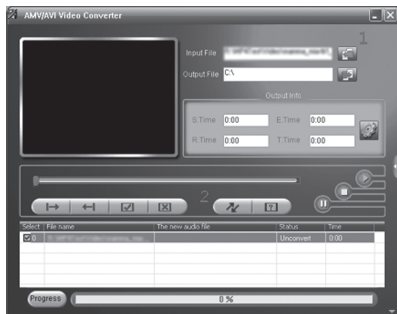 AMV/AVI Video Converter
1
Input File
Output File C:\
Output Info
S.Time 0:00 E.Time 0:00
R.Time 0:00 T.Time 0:00
2
Select File name The new audio file Status Time
0 Unconvert 0:00
Progress 0 %